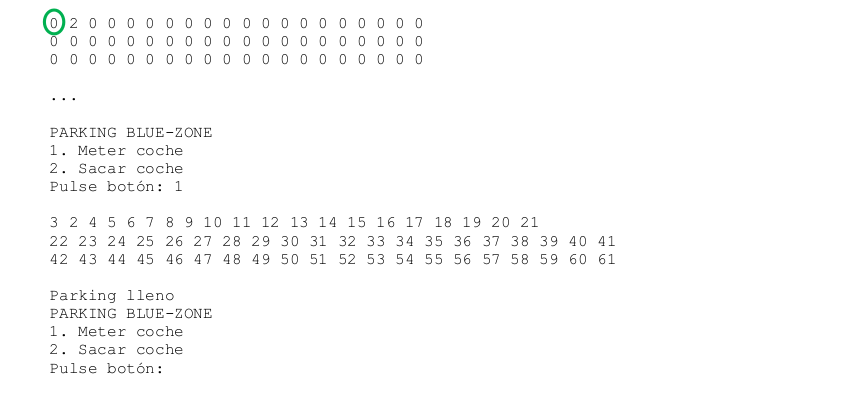 0 2 0 0 0 0 0 0 0 0 0 0 0 0 0 0 0 0 0 0
0 0 0 0 0 0 0 0 0 0 0 0 0 0 0 0 0 0 0 0
0 0 0 0 0 0 0 0 0 0 0 0 0 0 0 0 0 0 0 0
...
PARKING BLUE-ZONE
1. Meter coche
2. Sacar coche
Pulse botón: 1
3 2 4 5 6 7 8 9 10 11 12 13 14 15 16 17 18 19 20 21
22 23 24 25 26 27 28 29 30 31 32 33 34 35 36 37 38 39 40 41
42 43 44 45 46 47 48 49 50 51 52 53 54 55 56 57 58 59 60 61
Parking lleno
PARKING BLUE-ZONE
1. Meter coche
2. Sacar coche
Pulse botón: